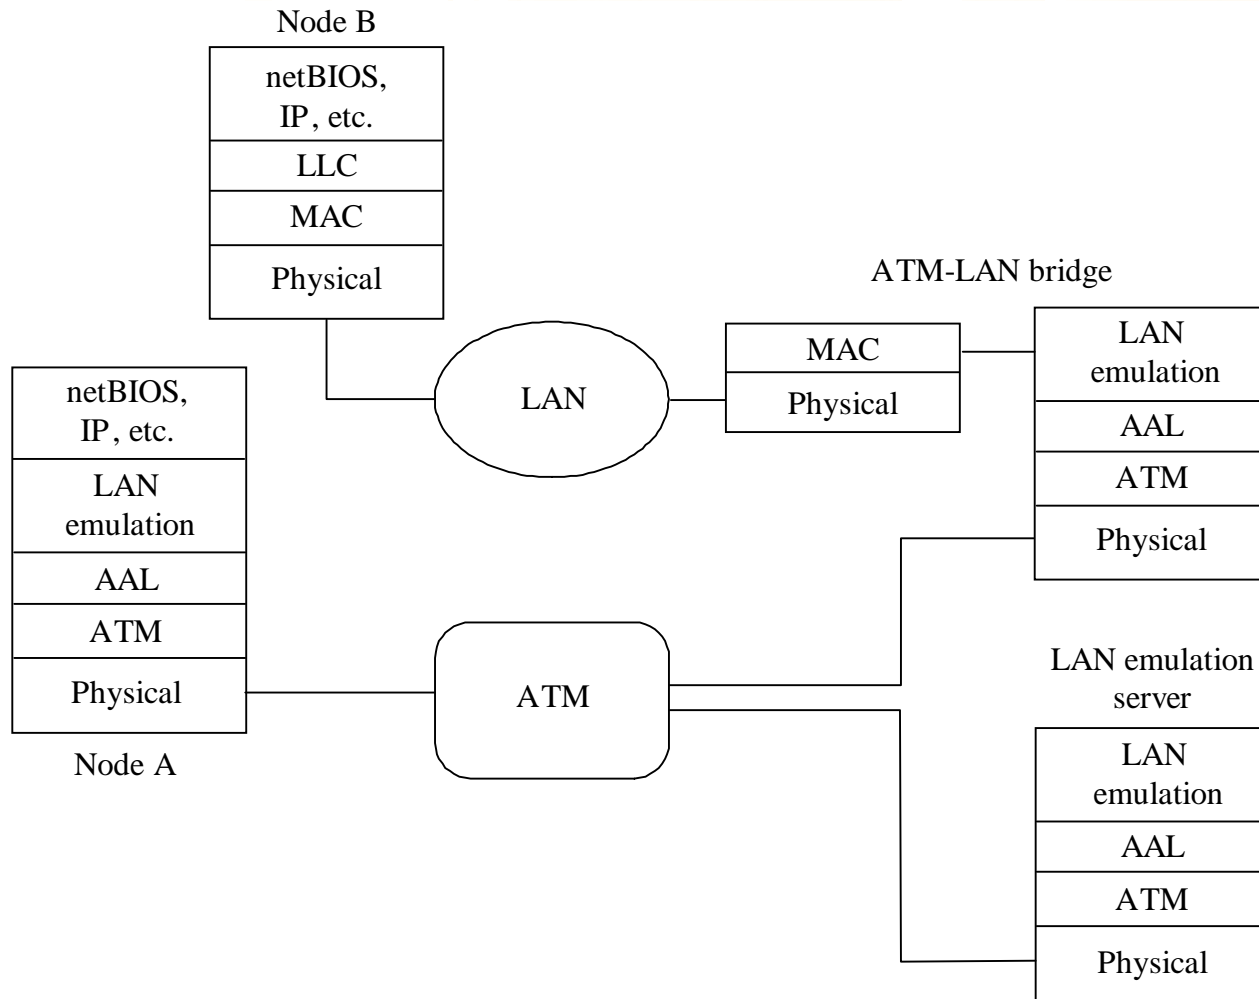 Node B
netBIOS,
IP, etc.
LLC
MAC
Physical
ATM-LAN bridge
MAC
Physical
LAN
emulation
AAL
ATM
Physical
LAN
netBIOS,
IP, etc.
LAN
emulation
AAL
ATM
Physical
Node A
ATM
LAN emulation
server
LAN
emulation
AAL
ATM
Physical